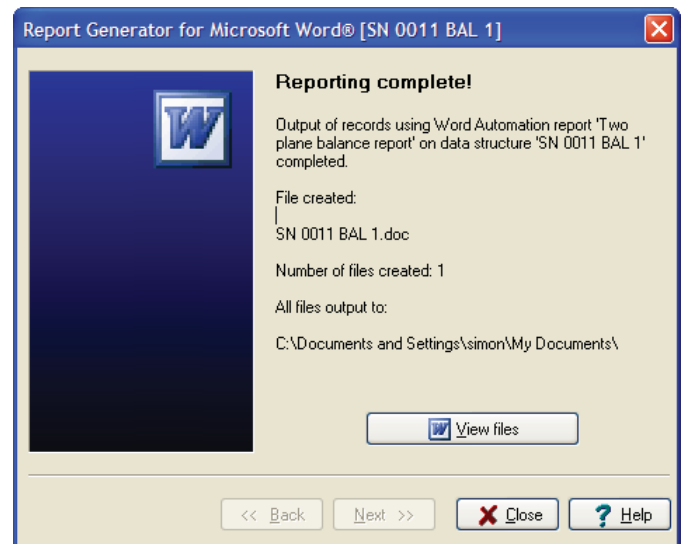 Report Generator for Microsoft Word® [SN 0011 BAL 1]
W
Reporting complete!
Output of records using Word Automation report 'Two
plane balance report' on data structure 'SN 0011 BAL 1'
completed.
File created:
SN 0011 BAL 1.doc
Number of files created: 1
All files output to:
C:\Documents and Settings\simon\My Documents\
W View files
<< Back Next >> Close ? Help